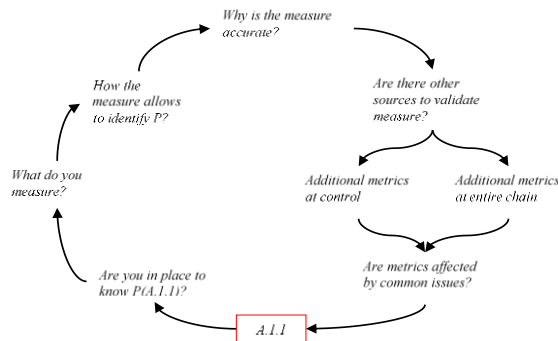 Why is the measure
accurate?
Are there other
sources to validate
measure?
How the
measure allows
to identify P?
What do you
measure?
Additional metrics
at control
Additional metrics
at entire chain
Are you in place to
know P(A.1.1)?
Are metrics affected
by common issues?
A.1.1